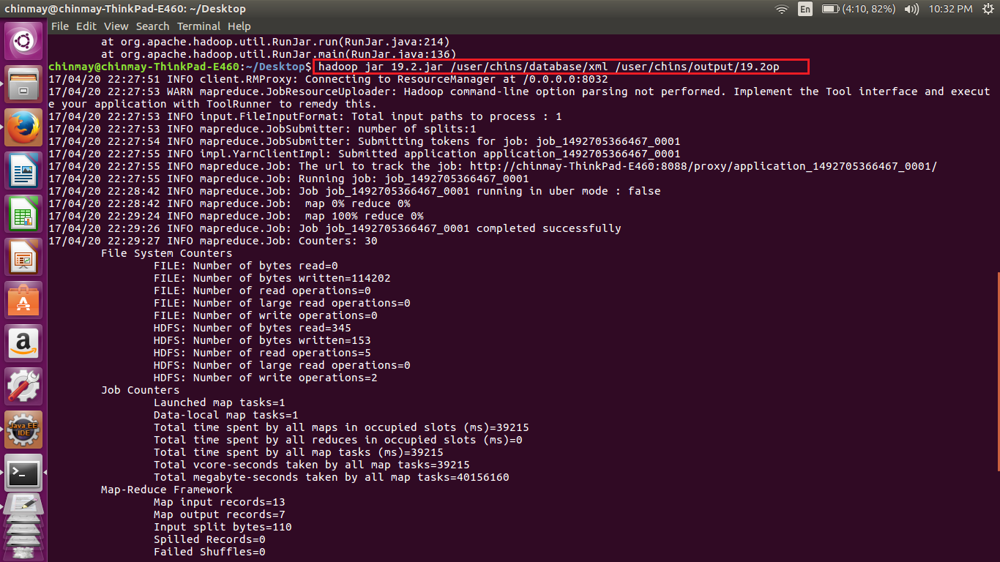 chinmay@chinmay-ThinkPad-E460: ~/Desktop
En (4:10, 82%) 10:32 PM
File Edit View Search Terminal Help
at org.apache.hadoop.util.RunJar.run(RunJar.java:214)
at org.apache.hadoop.util.RunJar.main(RunJar.java:136)
chinmay@chinmay-ThinkPad-E460:~/Desktop$ hadoop jar 19.2.jar /user/chins/database/xml /user/chins/output/19.2op
17/04/20 22:27:51 INFO client.RMProxy: Connecting to ResourceManager at /0.0.0.0:8032
17/04/20 22:27:53 WARN mapreduce.JobResourceUploader: Hadoop command-line option parsing not performed. Implement the Tool interface and execut
e your application with ToolRunner to remedy this.
17/04/20 22:27:53 INFO input.FileInputFormat: Total input paths to process : 1
17/04/20 22:27:53 INFO mapreduce.JobSubmitter: number of splits:1
17/04/20 22:27:54 INFO mapreduce.JobSubmitter: Submitting tokens for job: job_1492705366467_0001
17/04/20 22:27:55 INFO impl.YarnClientImpl: Submitted application application_1492705366467_0001
17/04/20 22:27:55 INFO mapreduce.Job: The url to track the job: http://chinmay-ThinkPad-E460:8088/proxy/application_1492705366467_0001/
17/04/20 22:27:55 INFO mapreduce.Job: Running job: job_1492705366467_0001
17/04/20 22:28:42 INFO mapreduce.Job: Job job_1492705366467_0001 running in uber mode : false
17/04/20 22:28:42 INFO mapreduce.Job:  map 0% reduce 0%
17/04/20 22:29:24 INFO mapreduce.Job:  map 100% reduce 0%
17/04/20 22:29:26 INFO mapreduce.Job: Job job_1492705366467_0001 completed successfully
17/04/20 22:29:27 INFO mapreduce.Job: Counters: 30
File System Counters
FILE: Number of bytes read=0
FILE: Number of bytes written=114202
FILE: Number of read operations=0
FILE: Number of large read operations=0
FILE: Number of write operations=0
HDFS: Number of bytes read=345
HDFS: Number of bytes written=153
HDFS: Number of read operations=5
HDFS: Number of large read operations=0
HDFS: Number of write operations=2
Job Counters
Launched map tasks=1
Data-local map tasks=1
Total time spent by all maps in occupied slots (ms)=39215
Total time spent by all reduces in occupied slots (ms)=0
Total time spent by all map tasks (ms)=39215
Total vcore-seconds taken by all map tasks=39215
Total megabyte-seconds taken by all map tasks=40156160
Map-Reduce Framework
Map input records=13
Map output records=7
Input split bytes=110
Spilled Records=0
Failed Shuffles=0
Java EE
IDE